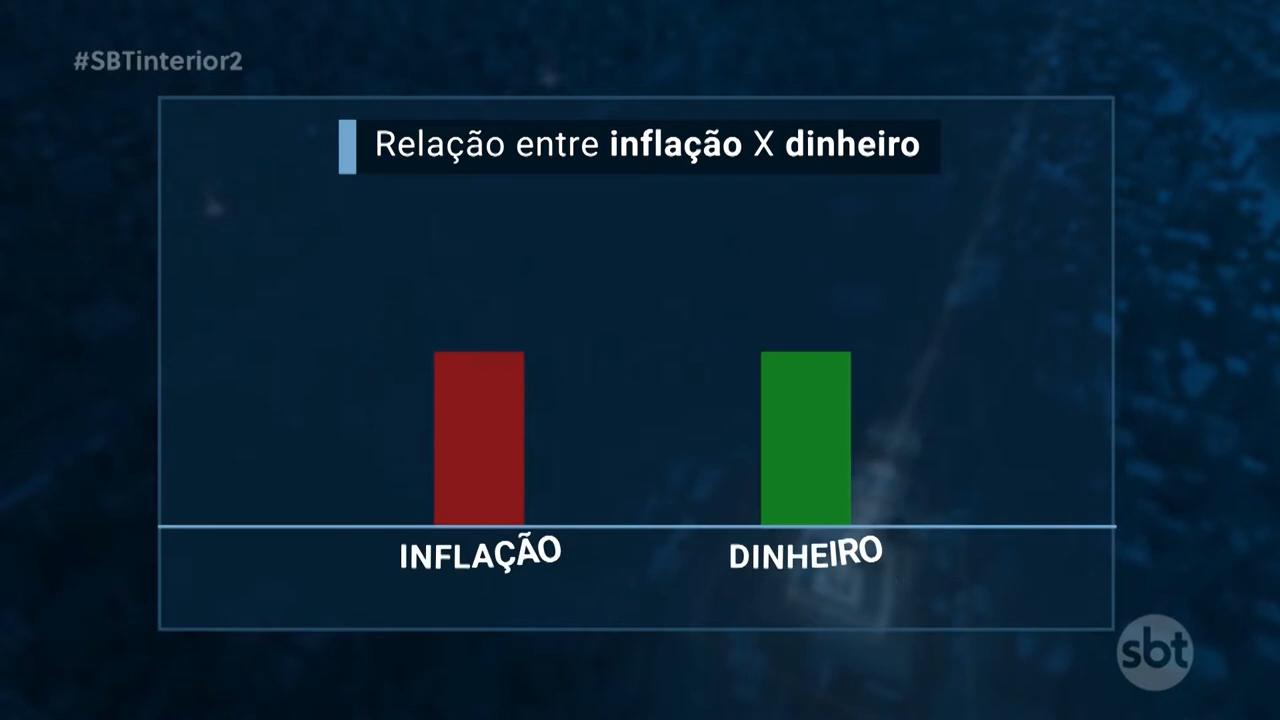 #SBTinterior2
Relação entre inflação X dinheiro
INFLAÇÃO
DINHEIRO
sbt